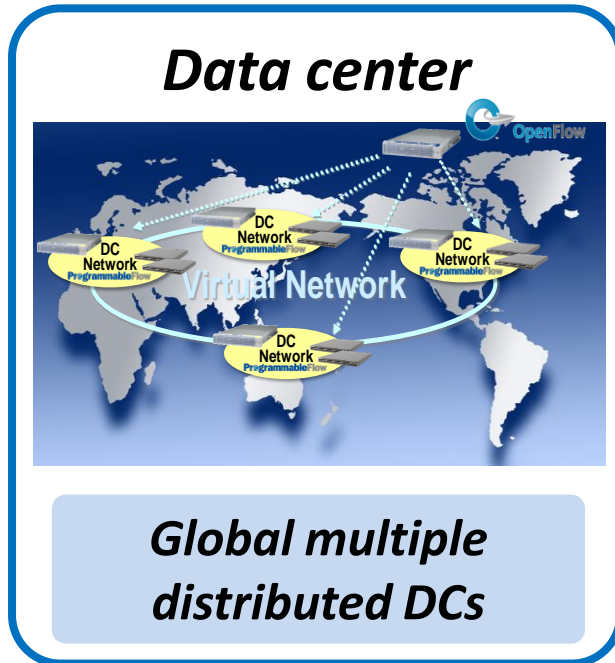 Data center
OpenFlow
DC
Network
ProgrammableFlow
DC
Network
ProgrammableFlow
DC
Network
ProgrammableFlow
Virtual Network
DC
Network
ProgrammableFlow
Global multiple
distributed DCs